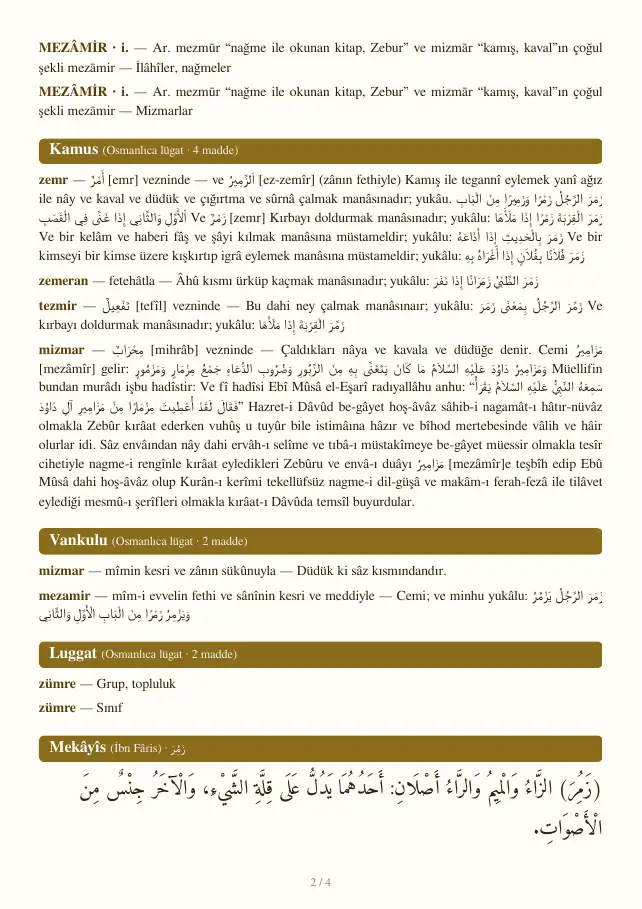 MEZÂMİR · i. — Ar. mezmūr “nağme ile okunan kitap, Zebur” ve mizmār “kamış, kaval”ın çoğul
şekli mezāmіr — İlâhîler, nağmeler
MEZÂMİR · i. — Ar. mezmūr “nağme ile okunan kitap, Zebur” ve mizmār “kamış, kaval”ın çoğul
şekli mezāmіr — Mizmarlar
Kamus (Osmanlıca lügat · 4 madde)
zemr — أَمْرٌ [emr] vezninde — ve اَلزَّمِيرُ [ez-zemîr] (zânın fethiyle) Kamış ile tegannî eylemek yanî ağız
ile nây ve kaval ve düdük ve çığırtma ve sûrnâ çalmak manâsınadır; yukâu. زمَرَ الرَّجُلُ زَمْرًا وَزَمِيرًا مِنَ الْبَابِ
اَلْأَوَّلِ وَالثَّانِي إِذَا غَنَّى فِي الْقَصَبِ Ve زَمْرٌ [zemr] Kırbayı doldurmak manâsınadır; yukâlu: زَمَرَ الْقِرْبَةَ زَمْرًا إِذَا مَلَأَهَا
Ve bir kelâm ve haberi fâş ve şâyi kılmak manâsına müstameldir; yukâlu: زَمَرَ بِالْحَدِيثِ إِذَا أَذَاعَهُ Ve bir
kimseyi bir kimse üzere kışkırtıp igrâ eylemek manâsına müstameldir; yukâlu: زَمَرَ فُلَانًا بِفُلَانٍ إِذَا أَغْرَاهُ بِهِ
zemeran — fetehâtla — Âhû kısmı ürküp kaçmak manâsınadır; yukâlu: زَمَرَ الظَّبْيُ زَمَرَانًا إِذَا نَفَرَ
tezmir — تَفْعِيلٌ [tefîl] vezninde — Bu dahi ney çalmak manâsınaır; yukâlu: زَمَّرَ الرَّجُلُ بِمَعْنَى زَمَرَ Ve
kırbayı doldurmak manâsınadır; yukâlu: زَمَّرَ الْقِرْبَةَ إِذَا مَلَأَهَا
mizmar — مِحْرَابٌ [mihrâb] vezninde — Çaldıkları nâya ve kavala ve düdüğe denir. Cemi مَزَامِيرُ
[mezâmîr] gelir: وَمَزَامِيرُ دَاوُدَ عَلَيْهِ السَّلَامُ مَا كَانَ يَتَغَنَّى بِهِ مِنَ الزَّبُورِ وَضُرُوبِ الدُّعَاءِ جَمْعُ مِزْمَارٍ وَمَزْمُورٍ Müellifin
bundan murâdı işbu hadîstir: Ve fî hadîsi Ebî Mûsâ el-Eşarî radıyallâhu anhu: “سَمِعَهُ النَّبِيُّ عَلَيْهِ السَّلَامُ يَقْرَأُ
فَقَالَ لَقَدْ أُعْطِيتَ مِزْمَارًا مِنْ مَزَامِيرِ آلِ دَاوُدَ” Hazret-i Dâvûd be-gâyet hoş-âvâz sâhib-i nagamât-ı hâtır-nüvâz
olmakla Zebûr kırâat ederken vuhûş u tuyûr bile istimâına hâzır ve bîhod mertebesinde vâlih ve hâir
olurlar idi. Sâz envâından nây dahi ervâh-ı selîme ve tıbâ-ı müstakîmeye be-gâyet müessir olmakla tesîr
cihetiyle nagme-i rengînle kırâat eyledikleri Zebûru ve envâ-ı duâyı مَزَامِيرُ [mezâmîr]e teşbîh edip Ebû
Mûsâ dahi hoş-âvâz olup Kurân-ı kerîmi tekellüfsüz nagme-i dil-güşâ ve makâm-ı ferah-fezâ ile tilâvet
eylediği mesmû-ı şerîfleri olmakla kırâat-ı Dâvûda temsîl buyurdular.
Vankulu (Osmanlıca lügat · 2 madde)
mizmar — mîmin kesri ve zânın sükûnuyla — Düdük ki sâz kısmındandır.
mezamir — mîm-i evvelin fethi ve sânînin kesri ve meddiyle — Cemi; ve minhu yukâlu: زَمَرَ الرَّجُلُ يَزْمُرُ
وَيَزْمِرُ زَمْرًا مِنَ الْبَابِ الْأَوَّلِ وَالثَّانِي
Luggat (Osmanlıca lügat · 2 madde)
zümre — Grup, topluluk
zümre — Sınıf
Mekâyîs (İbn Fâris) · زَمُرَ
(زَمُرَ) الزَّاءُ وَالْمِيمُ وَالرَّاءُ أَصْلَانِ: أَحَدُهُمَا يَدُلُّ عَلَى قِلَّةِ الشَّيْءِ، وَالْآخَرُ جِنْسٌ مِنَ
الْأَصْوَاتِ.
2 / 4